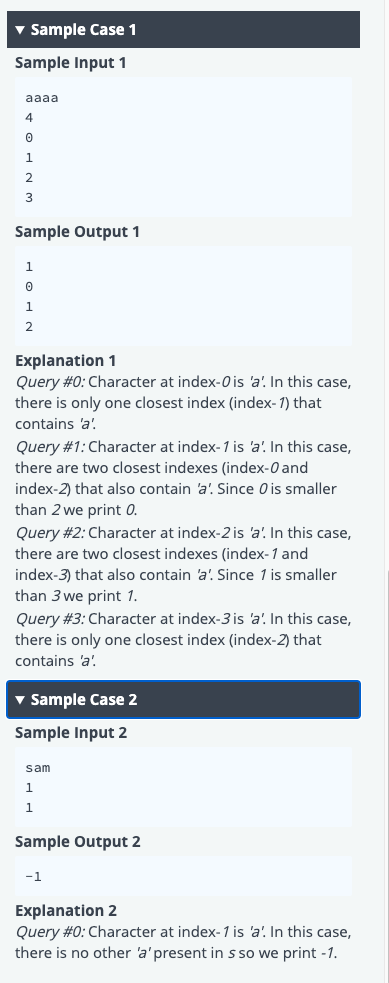 ▼ Sample Case 1
Sample Input 1
aaaa
4
0
1
2
3
Sample Output 1
1
0
1
2
Explanation 1
Query #0: Character at index-0 is 'a'. In this case,
there is only one closest index (index-1) that
contains 'a'.
Query #1: Character at index-1 is 'a'. In this case,
there are two closest indexes (index-0 and
index-2) that also contain 'a'. Since 0 is smaller
than 2 we print 0.
Query #2: Character at index-2 is 'a'. In this case,
there are two closest indexes (index-1 and
index-3) that also contain 'a'. Since 1 is smaller
than 3 we print 1.
Query #3: Character at index-3 is 'a'. In this case,
there is only one closest index (index-2) that
contains 'a'.
▼ Sample Case 2
Sample Input 2
sam
1
1
Sample Output 2
-1
Explanation 2
Query #0: Character at index-1 is 'a'. In this case,
there is no other 'a' present in s so we print -1.